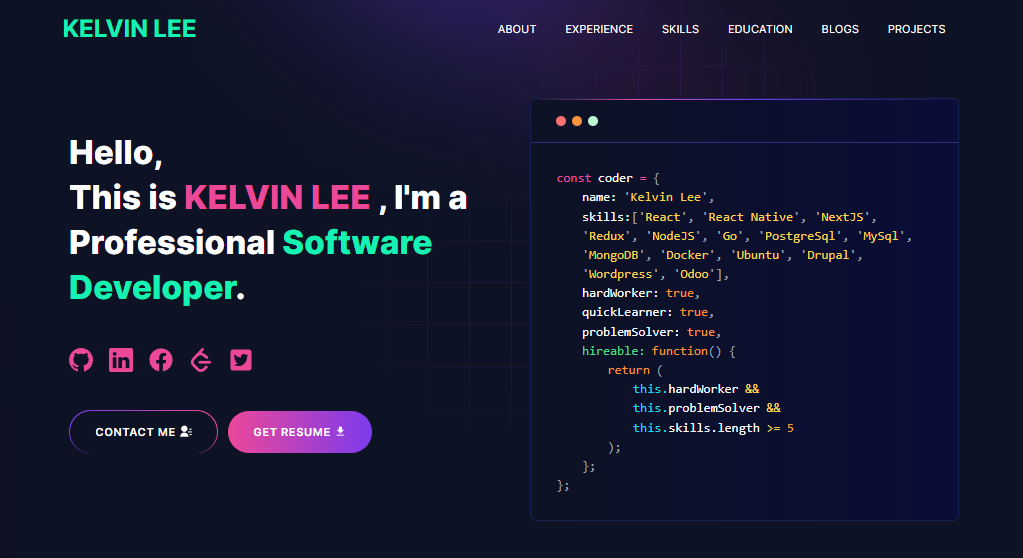 KELVIN LEE
ABOUT
EXPERIENCE
SKILLS
EDUCATION
BLOGS
PROJECTS
Hello,
This is KELVIN LEE , I'm a
Professional Software
Developer.
CONTACT ME
GET RESUME
const coder = {
name: 'Kelvin Lee',
skills:['React', 'React Native', 'NextJS',
'Redux', 'NodeJS', 'Go', 'PostgreSql', 'MySql',
'MongoDB', 'Docker', 'Ubuntu', 'Drupal',
'Wordpress', 'Odoo'],
hardWorker: true,
quickLearner: true,
problemSolver: true,
hireable: function() {
return (
this.hardWorker &&
this.problemSolver &&
this.skills.length >= 5
);
};
};